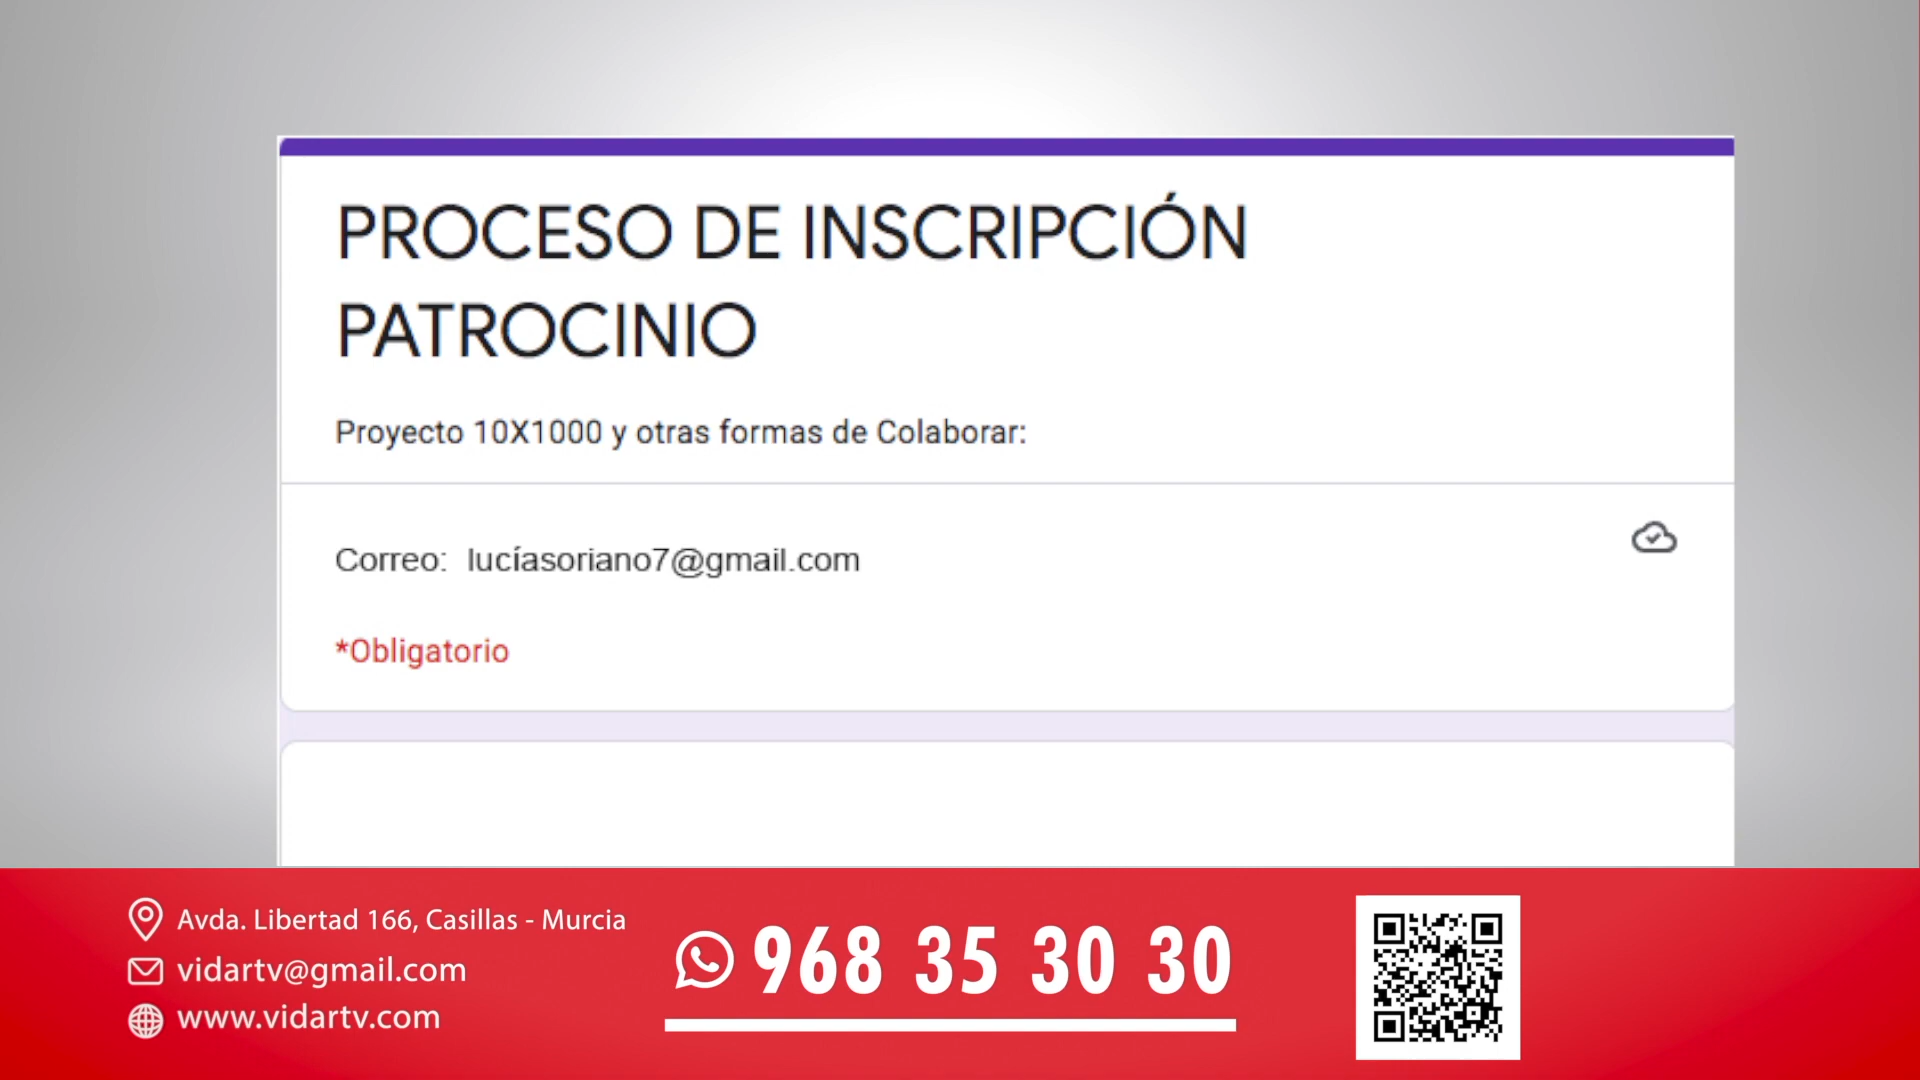 PROCESO DE INSCRIPCIÓN
PATROCINIO
Proyecto 10X1000 y otras formas de Colaborar:
Correo: lucíasoriano7@gmail.com
*Obligatorio
Avda. Libertad 166, Casillas - Murcia
vidartv@gmail.com
www.vidartv.com
968 35 30 30